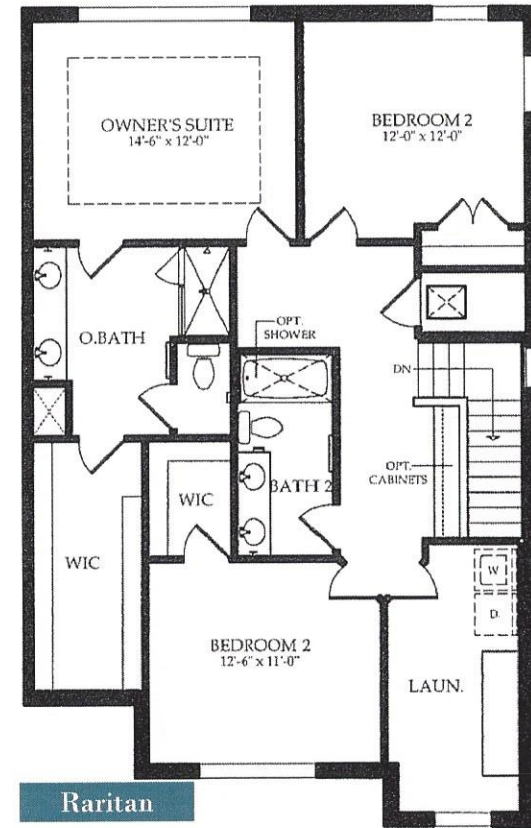 OWNER'S SUITE
14'-6" x 12'-0"
BEDROOM 2
12'-0" x 12'-0"
O.BATH
OPT.
SHOWER
DN
OPT.
CABINETS
WIC
BATH 2
WIC
W
D.
BEDROOM 2
12'-6" x 11'-0"
LAUN.
Raritan